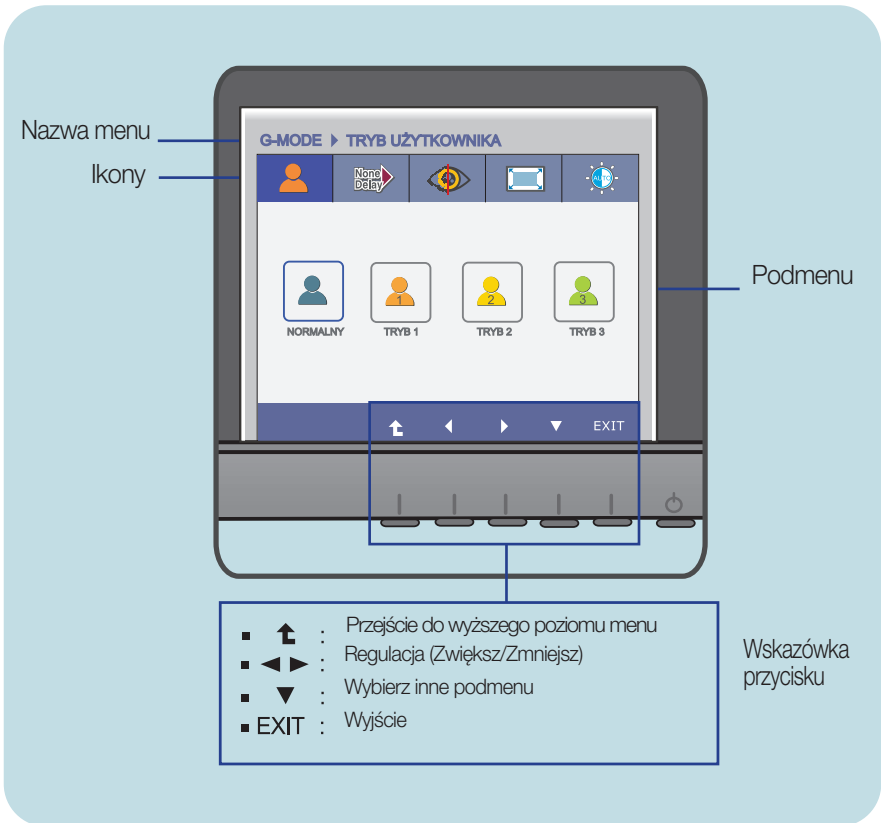 Nazwa menu
G-MODE ▶ TRYB UŻYTKOWNIKA
Ikony
None Delay
AUTO
Podmenu
1
2
3
NORMALNY TRYB 1 TRYB 2 TRYB 3
EXIT
Przejście do wyższego poziomu menu
◀ ▶ : Regulacja (Zwiększ/Zmniejsz)
▼ : Wybierz inne podmenu
EXIT : Wyjście
Wskazówka
przycisku